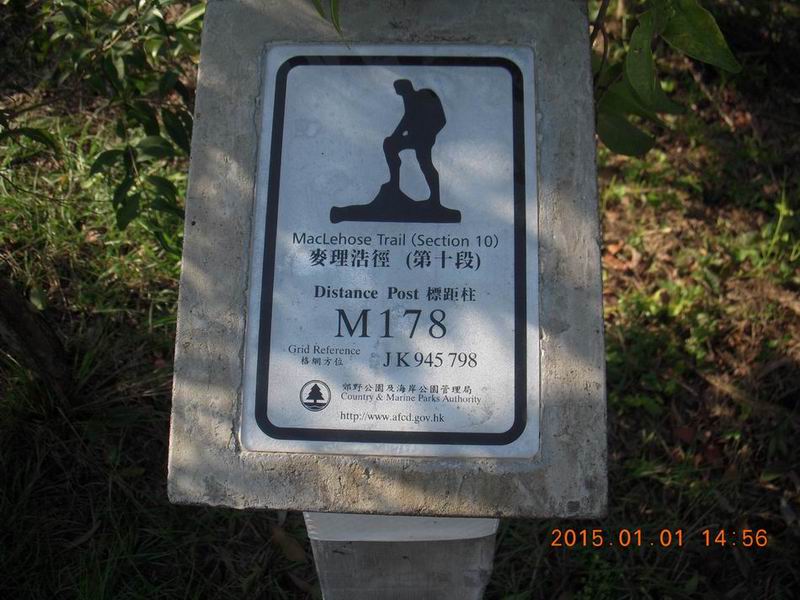 MacLehose Trail (Section 10)
麥理浩徑 (第十段)
Distance Post 標距柱
M178
Grid Reference
格網方位
JK 945 798
郊野公園及海岸公園管理局
Country & Marine Parks Authority
http://www.afcd.gov.hk
2015.01.01 14:56